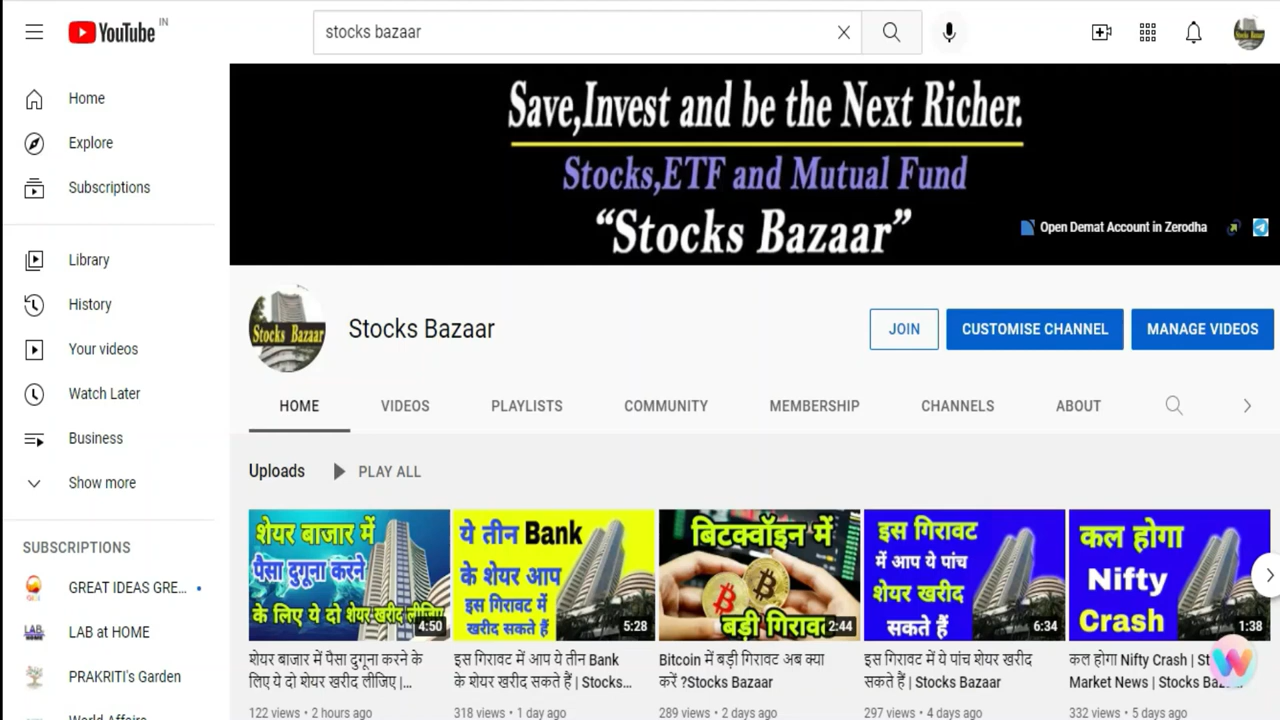 YouTube IN
stocks bazaar
Home
Explore
Subscriptions
Library
History
Your videos
Watch Later
Business
Show more
SUBSCRIPTIONS
GREAT IDEAS GRE...
LAB at HOME
PRAKRITI's Garden
Save,Invest and be the Next Richer.
Stocks,ETF and Mutual Fund
“Stocks Bazaar”
Open Demat Account in Zerodha
Stocks Bazaar
Stocks Bazaar
JOIN
CUSTOMISE CHANNEL
MANAGE VIDEOS
HOME VIDEOS PLAYLISTS COMMUNITY MEMBERSHIP CHANNELS ABOUT
Uploads PLAY ALL
शेयर बाजार में
पैसा दुगूना करने
के लिए ये दो शेयर खरीद लीजिए
4:50
शेयर बाजार में पैसा दुगूना करने के
लिए ये दो शेयर खरीद लीजिए |...
122 views • 2 hours ago
ये तीन Bank
के शेयर आप
इस गिरावट में
खरीद सकते हैं
5:28
इस गिरावट में आप ये तीन Bank
के शेयर खरीद सकते हैं | Stocks...
318 views • 1 day ago
बिटक्वॉइन में
बड़ी गिराव
2:44
Bitcoin में बड़ी गिरावट अब क्या
करें ?Stocks Bazaar
289 views • 2 days ago
इस गिरावट
में आप ये पांच
शेयर खरीद
सकते हैं
6:34
इस गिरावट में ये पांच शेयर खरीद
सकते हैं | Stocks Bazaar
297 views • 4 days ago
कल होगा
Nifty
Crash
1:38
कल होगा Nifty Crash | St
Market News | Stocks Baz
332 views • 5 days ago